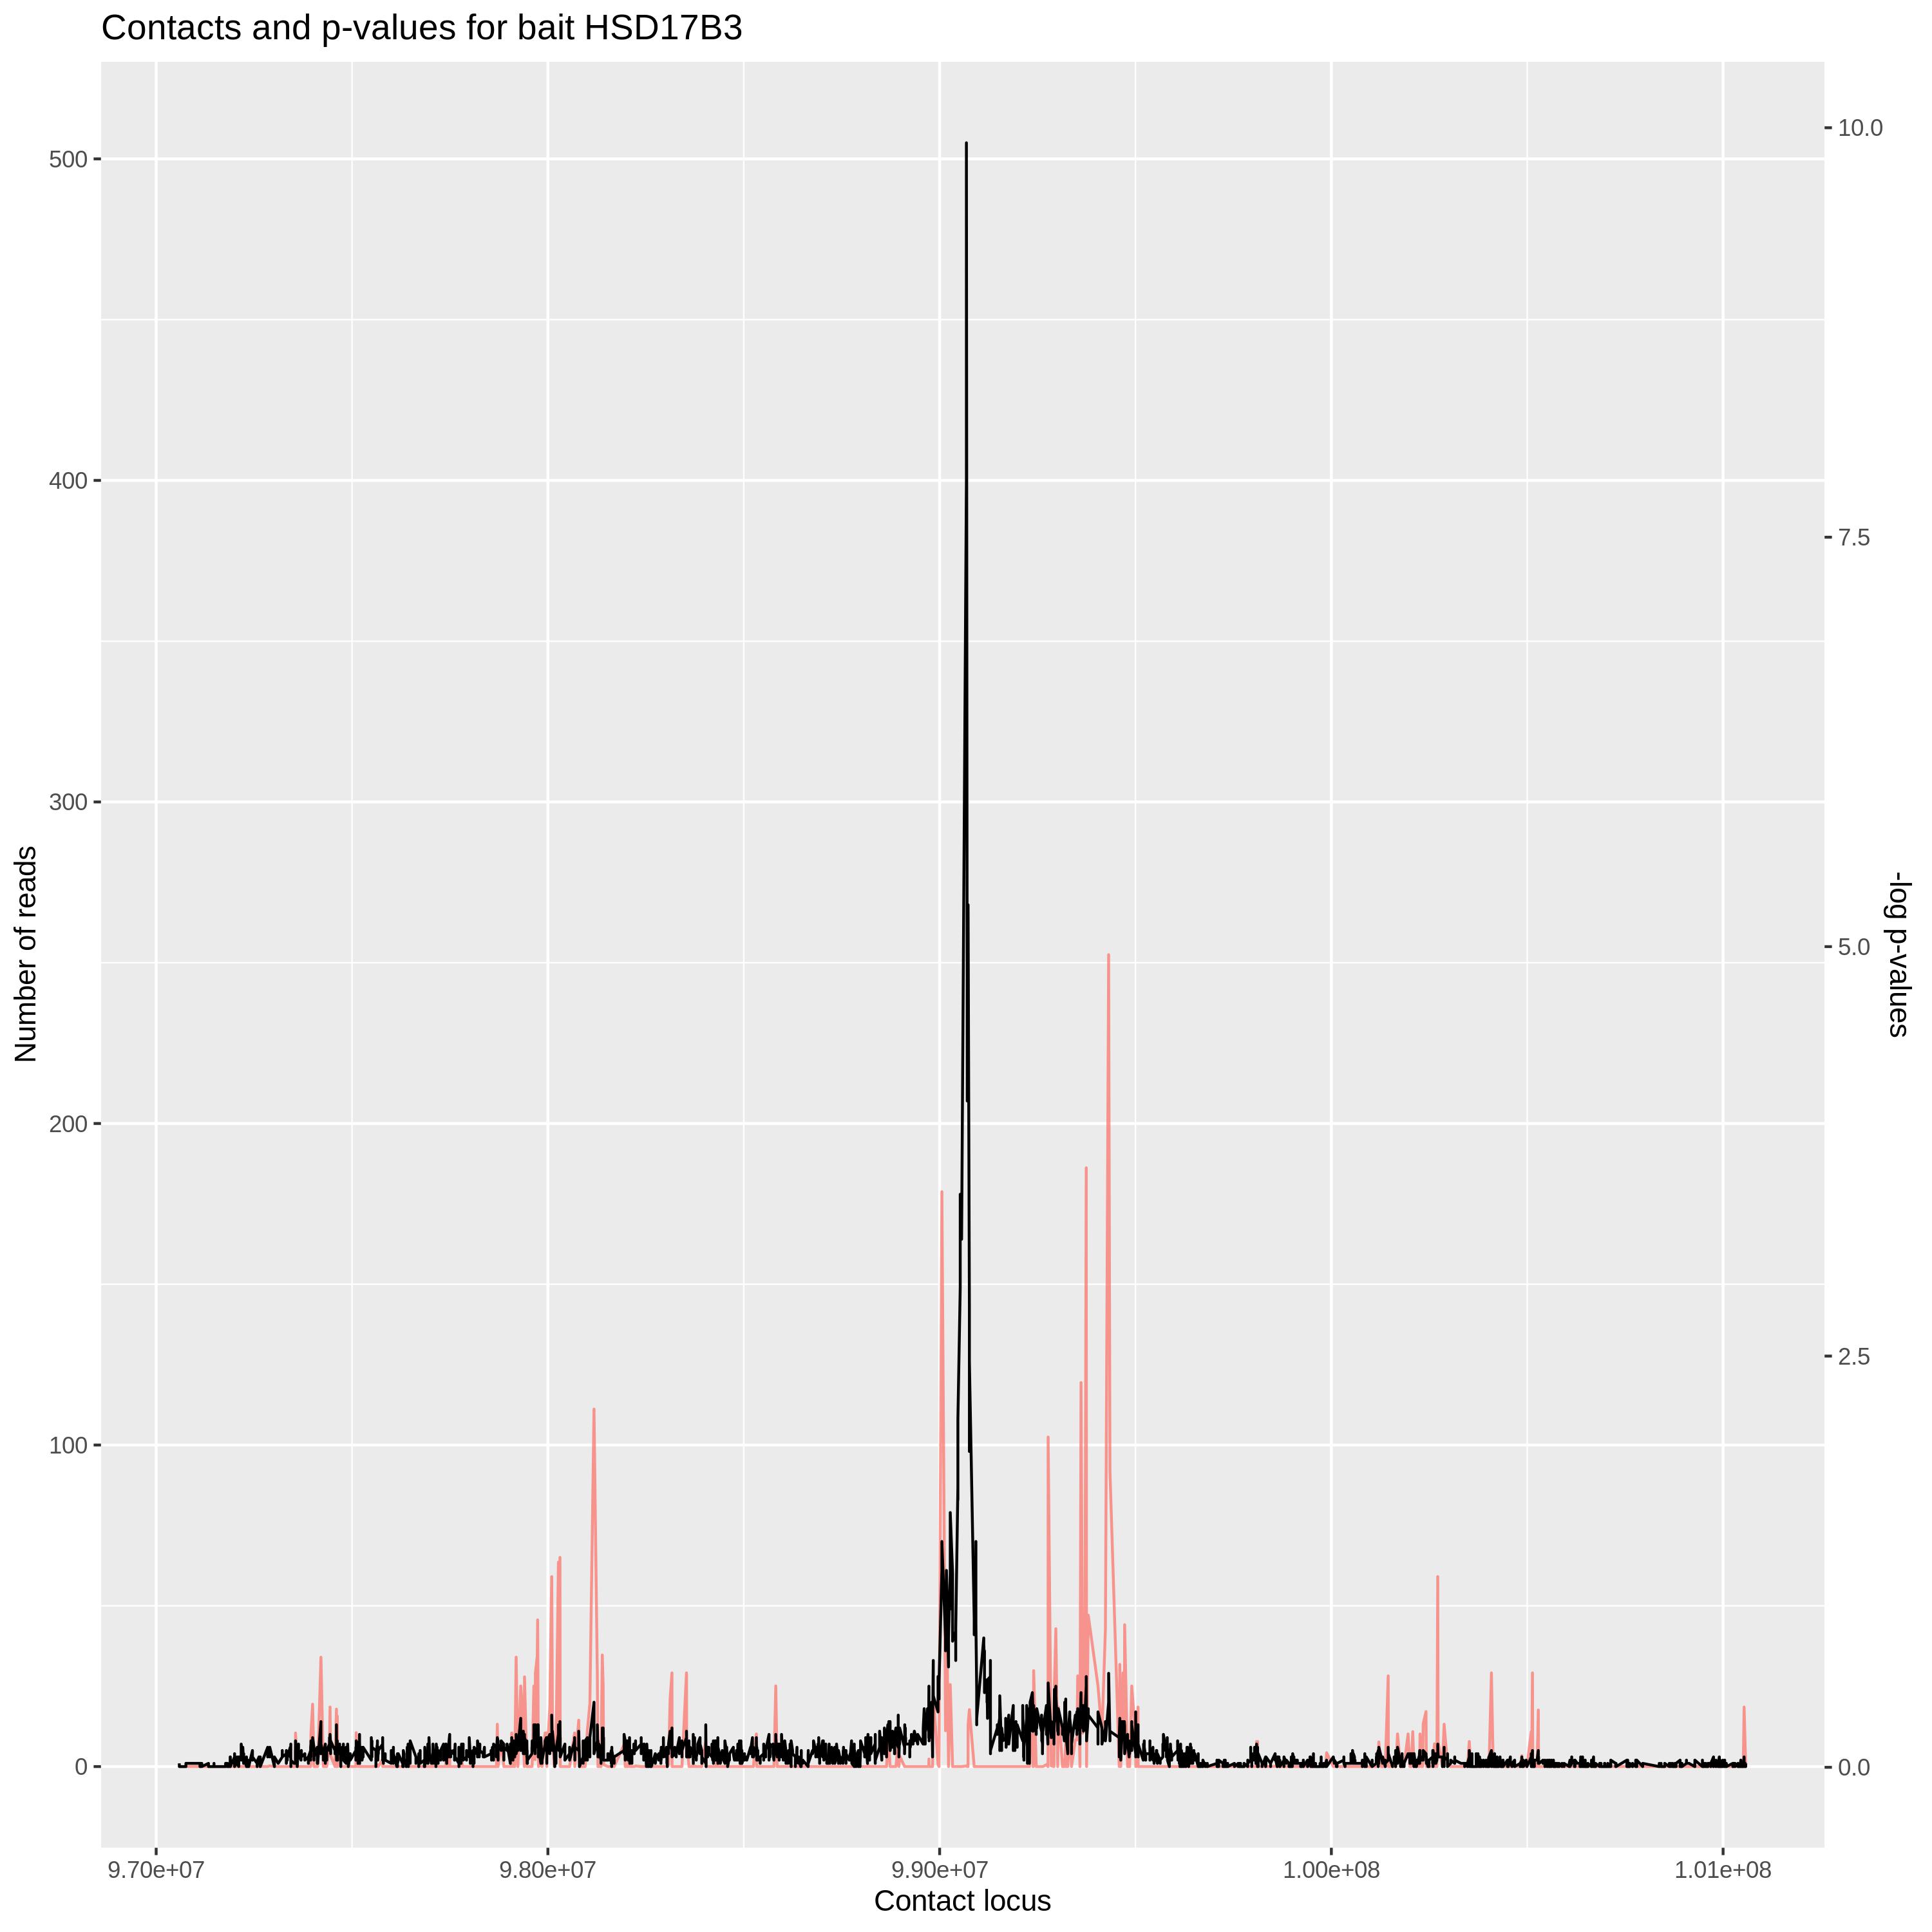 Contacts and p-values for bait HSD17B3
Number of reads
500
400
300
200
100
0
10.0
7.5
5.0
2.5
0.0
-log p-values
9.70e+07 9.80e+07 9.90e+07 1.00e+08 1.01e+08
Contact locus